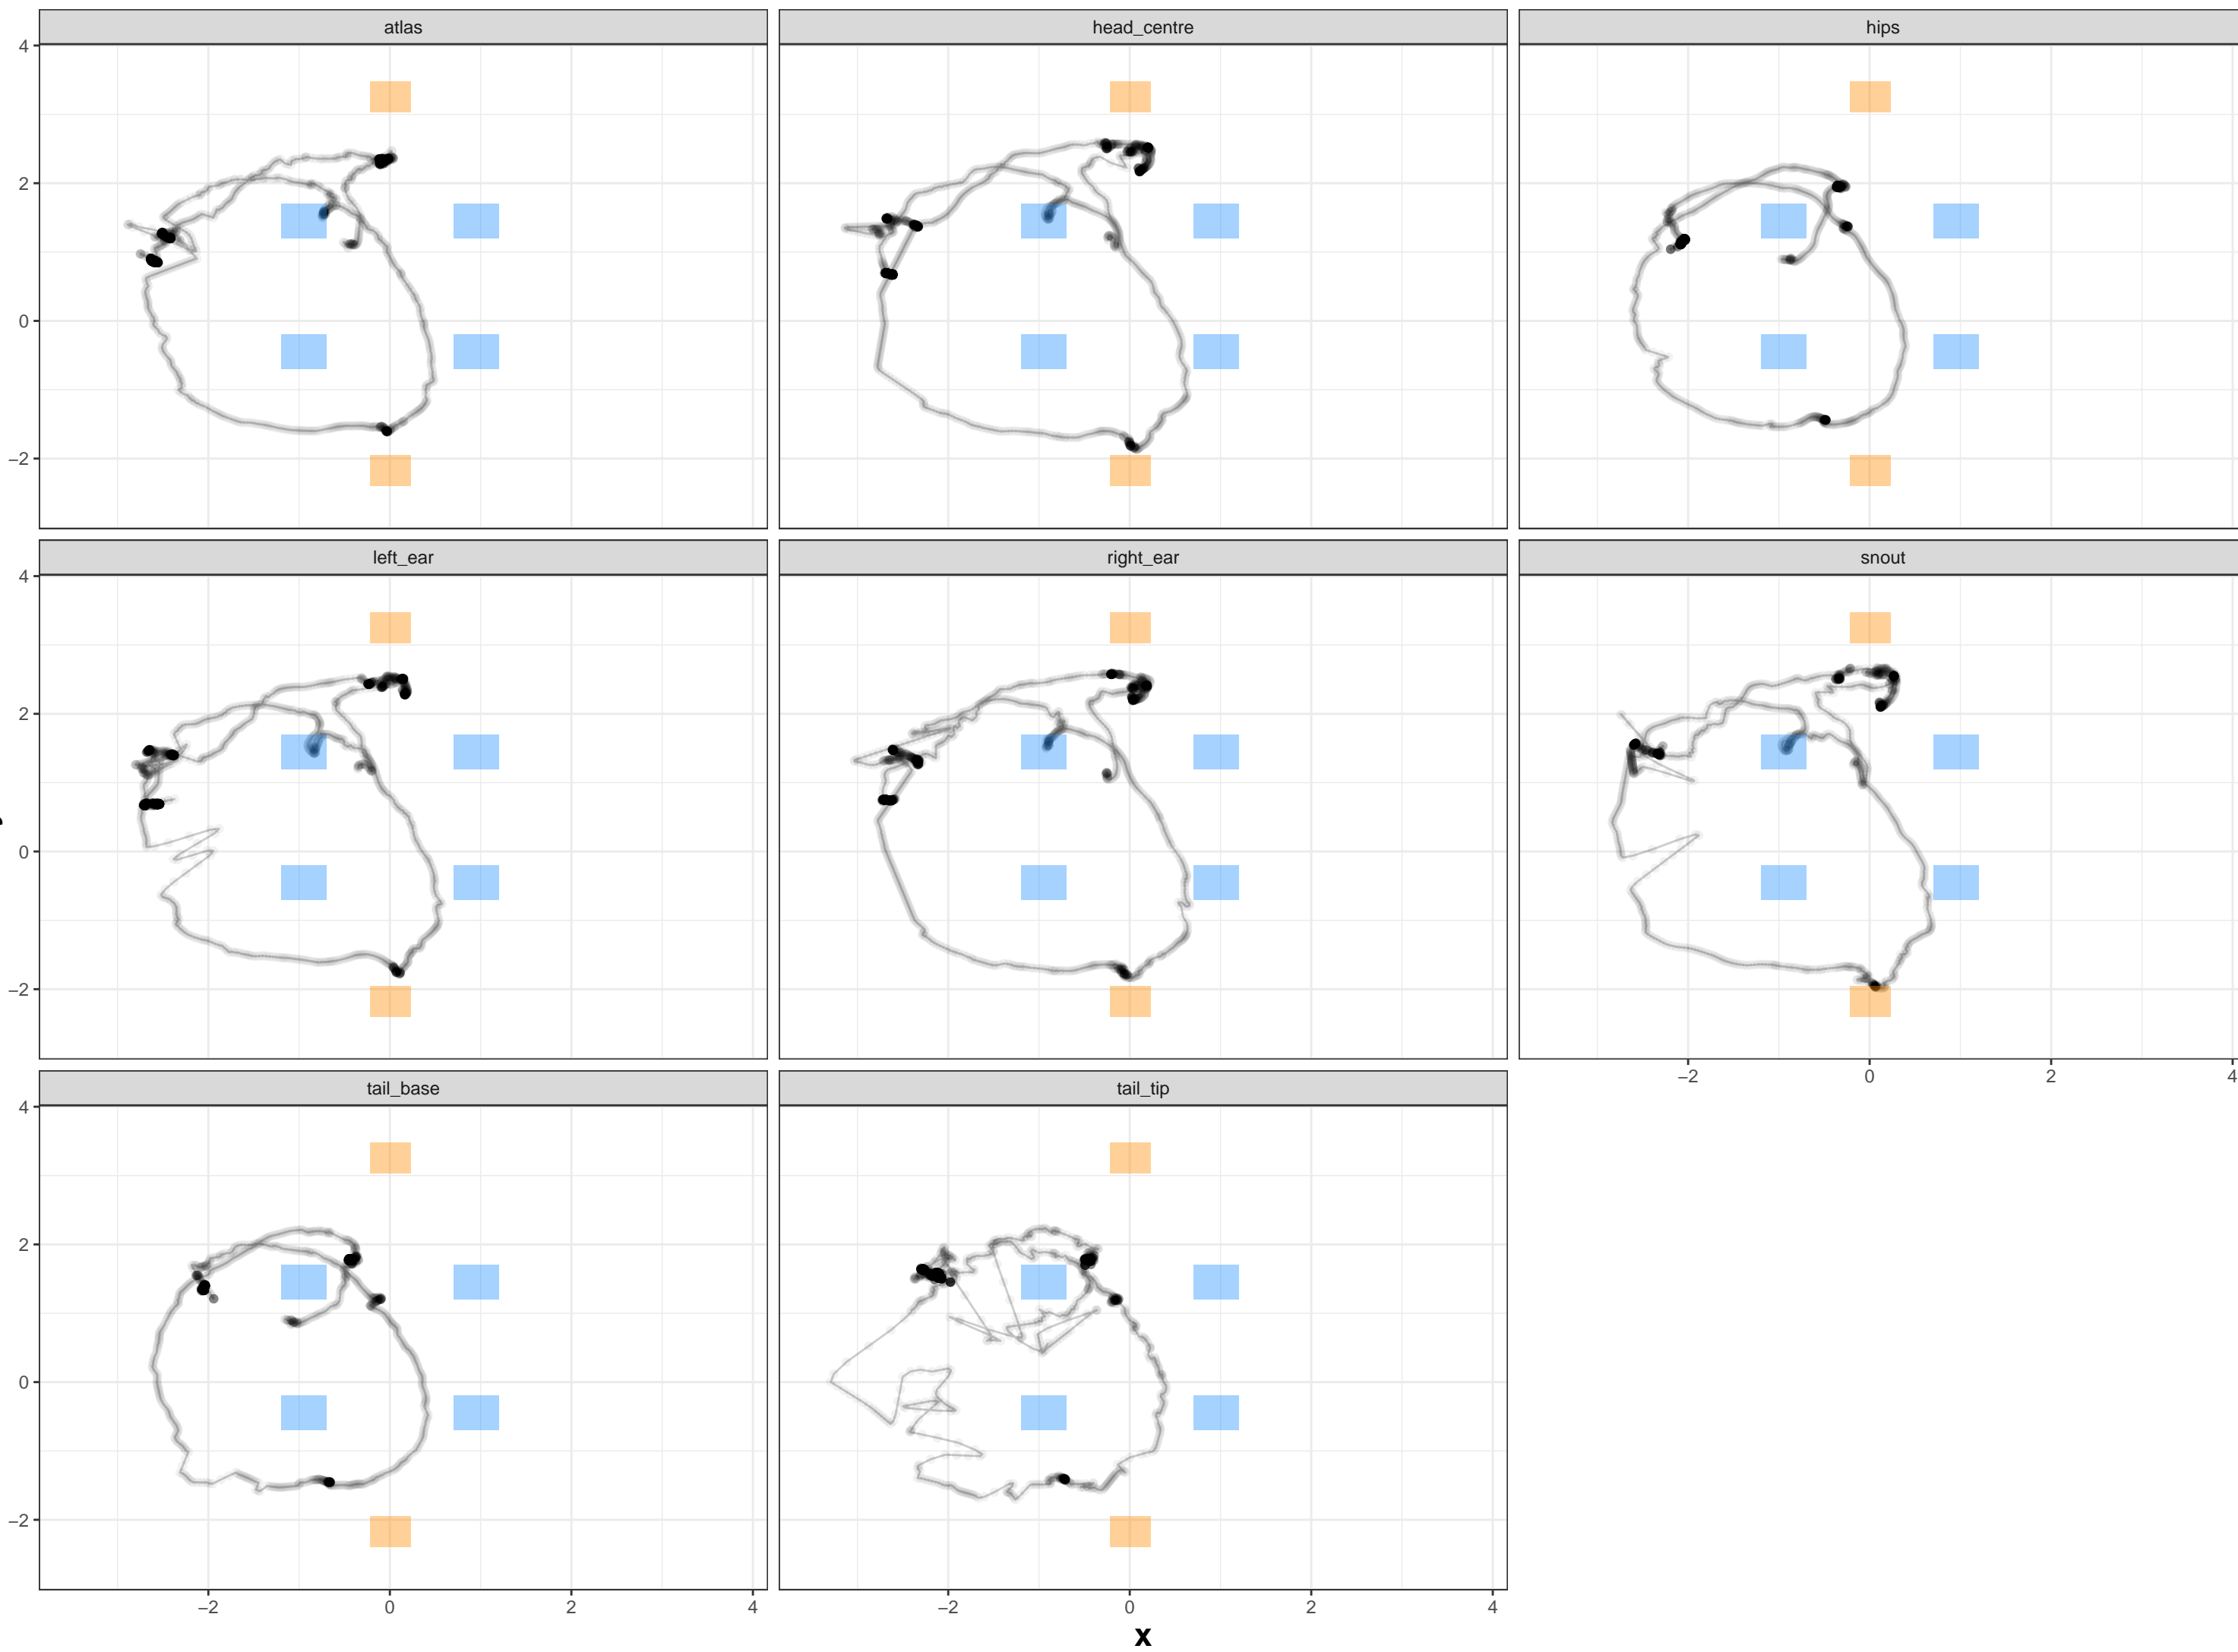 atlas head_centre hips
4
2
0
−2
left_ear right_ear snout
4
2
0
−2
−2 0 2 4
tail_base tail_tip
4
2
0
−2
−2 0 2 4 −2 0 2 4
x